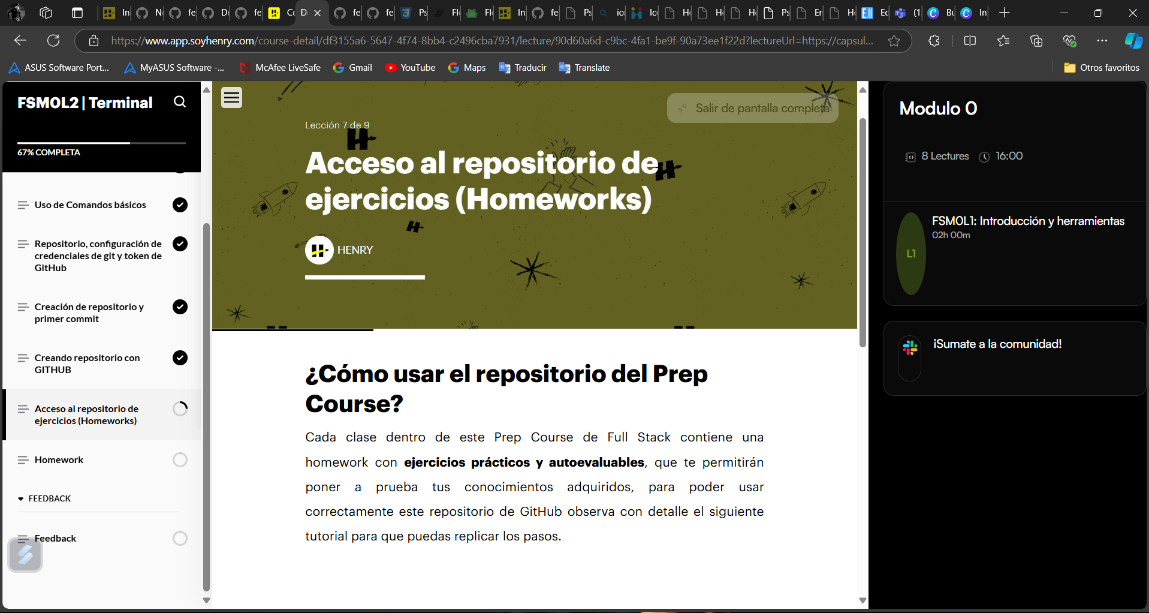 https://www.app.soyhenry.com/course-detail/df3155a6-5647-4f74-8bb4-c2496cba7931/lecture/90d60a6d-c9bc-4fa1-be9f-90a73ee1f22d?lectureUrl=https://capsul...
ASUS Software Port...
MyASUS Software -...
McAfee LiveSafe
Gmail
YouTube
Maps
Traducir
Translate
Otros favoritos
FSMOL2 | Terminal
67% COMPLETA
Uso de Comandos básicos
Repositorio, configuración de
credenciales de git y token de
GitHub
Creación de repositorio y
primer commit
Creando repositorio con
GITHUB
Acceso al repositorio de
ejercicios (Homeworks)
Homework
FEEDBACK
Feedback
Salir de pantalla completa
Lección 7 de 9
Acceso al repositorio de
ejercicios (Homeworks)
HENRY
¿Cómo usar el repositorio del Prep
Course?
Cada clase dentro de este Prep Course de Full Stack contiene una
homework con ejercicios prácticos y autoevaluables, que te permitirán
poner a prueba tus conocimientos adquiridos, para poder usar
correctamente este repositorio de GitHub observa con detalle el siguiente
tutorial para que puedas replicar los pasos.
Modulo 0
8 Lectures
16:00
FSM0L1: Introducción y herramientas
02h 00m
L1
¡Sumate a la comunidad!